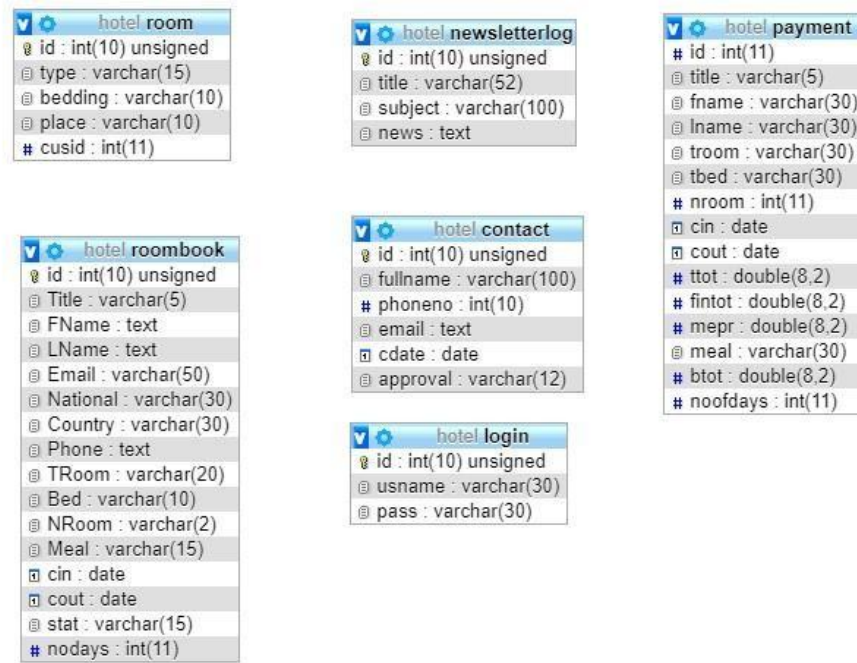 hotel room
id : int(10) unsigned
type : varchar(15)
bedding : varchar(10)
place : varchar(10)
# cusid : int(11)
hotel roombook
id : int(10) unsigned
Title : varchar(5)
FName : text
LName : text
Email : varchar(50)
National : varchar(30)
Country : varchar(30)
Phone : text
TRoom : varchar(20)
Bed : varchar(10)
NRoom : varchar(2)
Meal : varchar(15)
cin : date
cout : date
stat : varchar(15)
# nodays : int(11)
hotel newsletterlog
id : int(10) unsigned
title : varchar(52)
subject : varchar(100)
news : text
hotel contact
id : int(10) unsigned
fullname : varchar(100)
# phoneno : int(10)
email : text
cdate : date
approval : varchar(12)
hotel login
id : int(10) unsigned
usname : varchar(30)
pass : varchar(30)
hotel payment
# id : int(11)
title : varchar(5)
fname : varchar(30)
lname : varchar(30)
troom : varchar(30)
tbed : varchar(30)
# nroom : int(11)
cin : date
cout : date
# ttot : double(8,2)
# fintot : double(8,2)
# mepr : double(8,2)
meal : varchar(30)
# btot : double(8,2)
# noofdays : int(11)